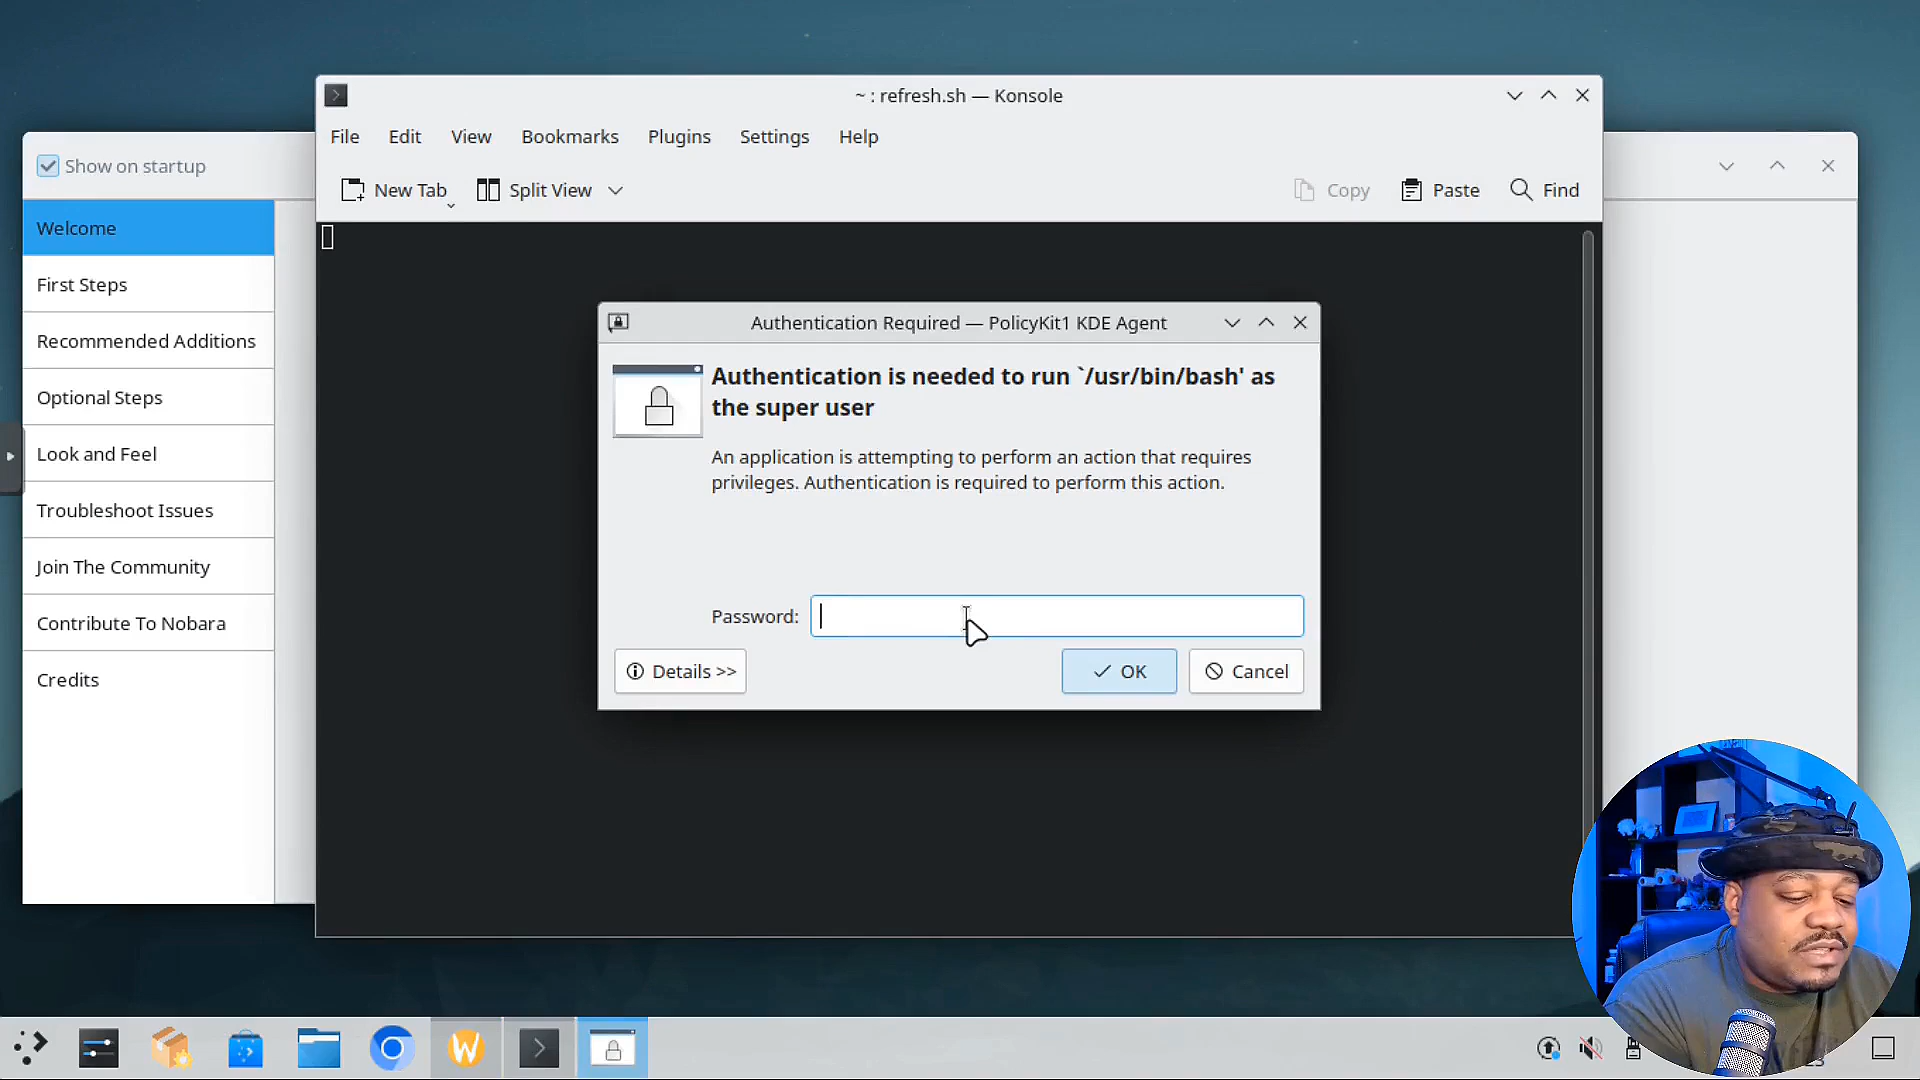 ~ : refresh.sh — Konsole
File Edit View Bookmarks Plugins Settings Help
New Tab Split View Copy Paste Find
Show on startup
Welcome
First Steps
Recommended Additions
Optional Steps
Look and Feel
Troubleshoot Issues
Join The Community
Contribute To Nobara
Credits
Authentication Required — PolicyKit1 KDE Agent
Authentication is needed to run `/usr/bin/bash' as
the super user
An application is attempting to perform an action that requires
privileges. Authentication is required to perform this action.
Password:
Details >> OK Cancel